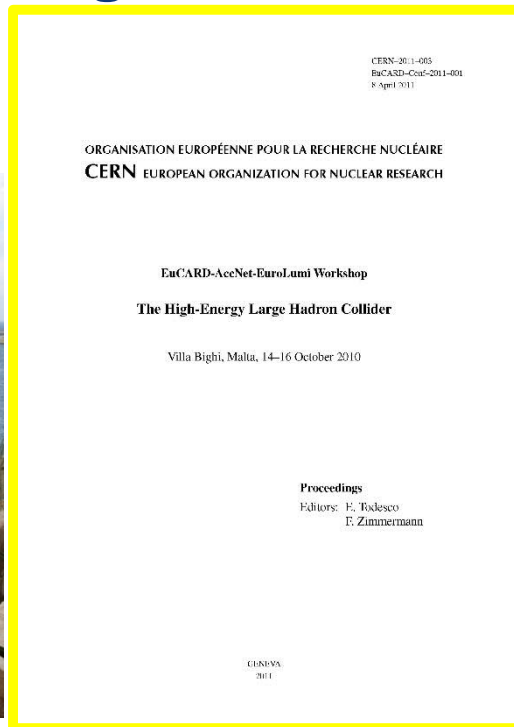 CERN–2011–003
EuCARD–Conf–2011–001
8 April 2011
ORGANISATION EUROPÉENNE POUR LA RECHERCHE NUCLÉAIRE
CERN EUROPEAN ORGANIZATION FOR NUCLEAR RESEARCH
EuCARD-AccNet-EuroLumi Workshop
The High-Energy Large Hadron Collider
Villa Bighi, Malta, 14–16 October 2010
Proceedings
Editors: E. Todesco
F. Zimmermann
GENEVA
2011